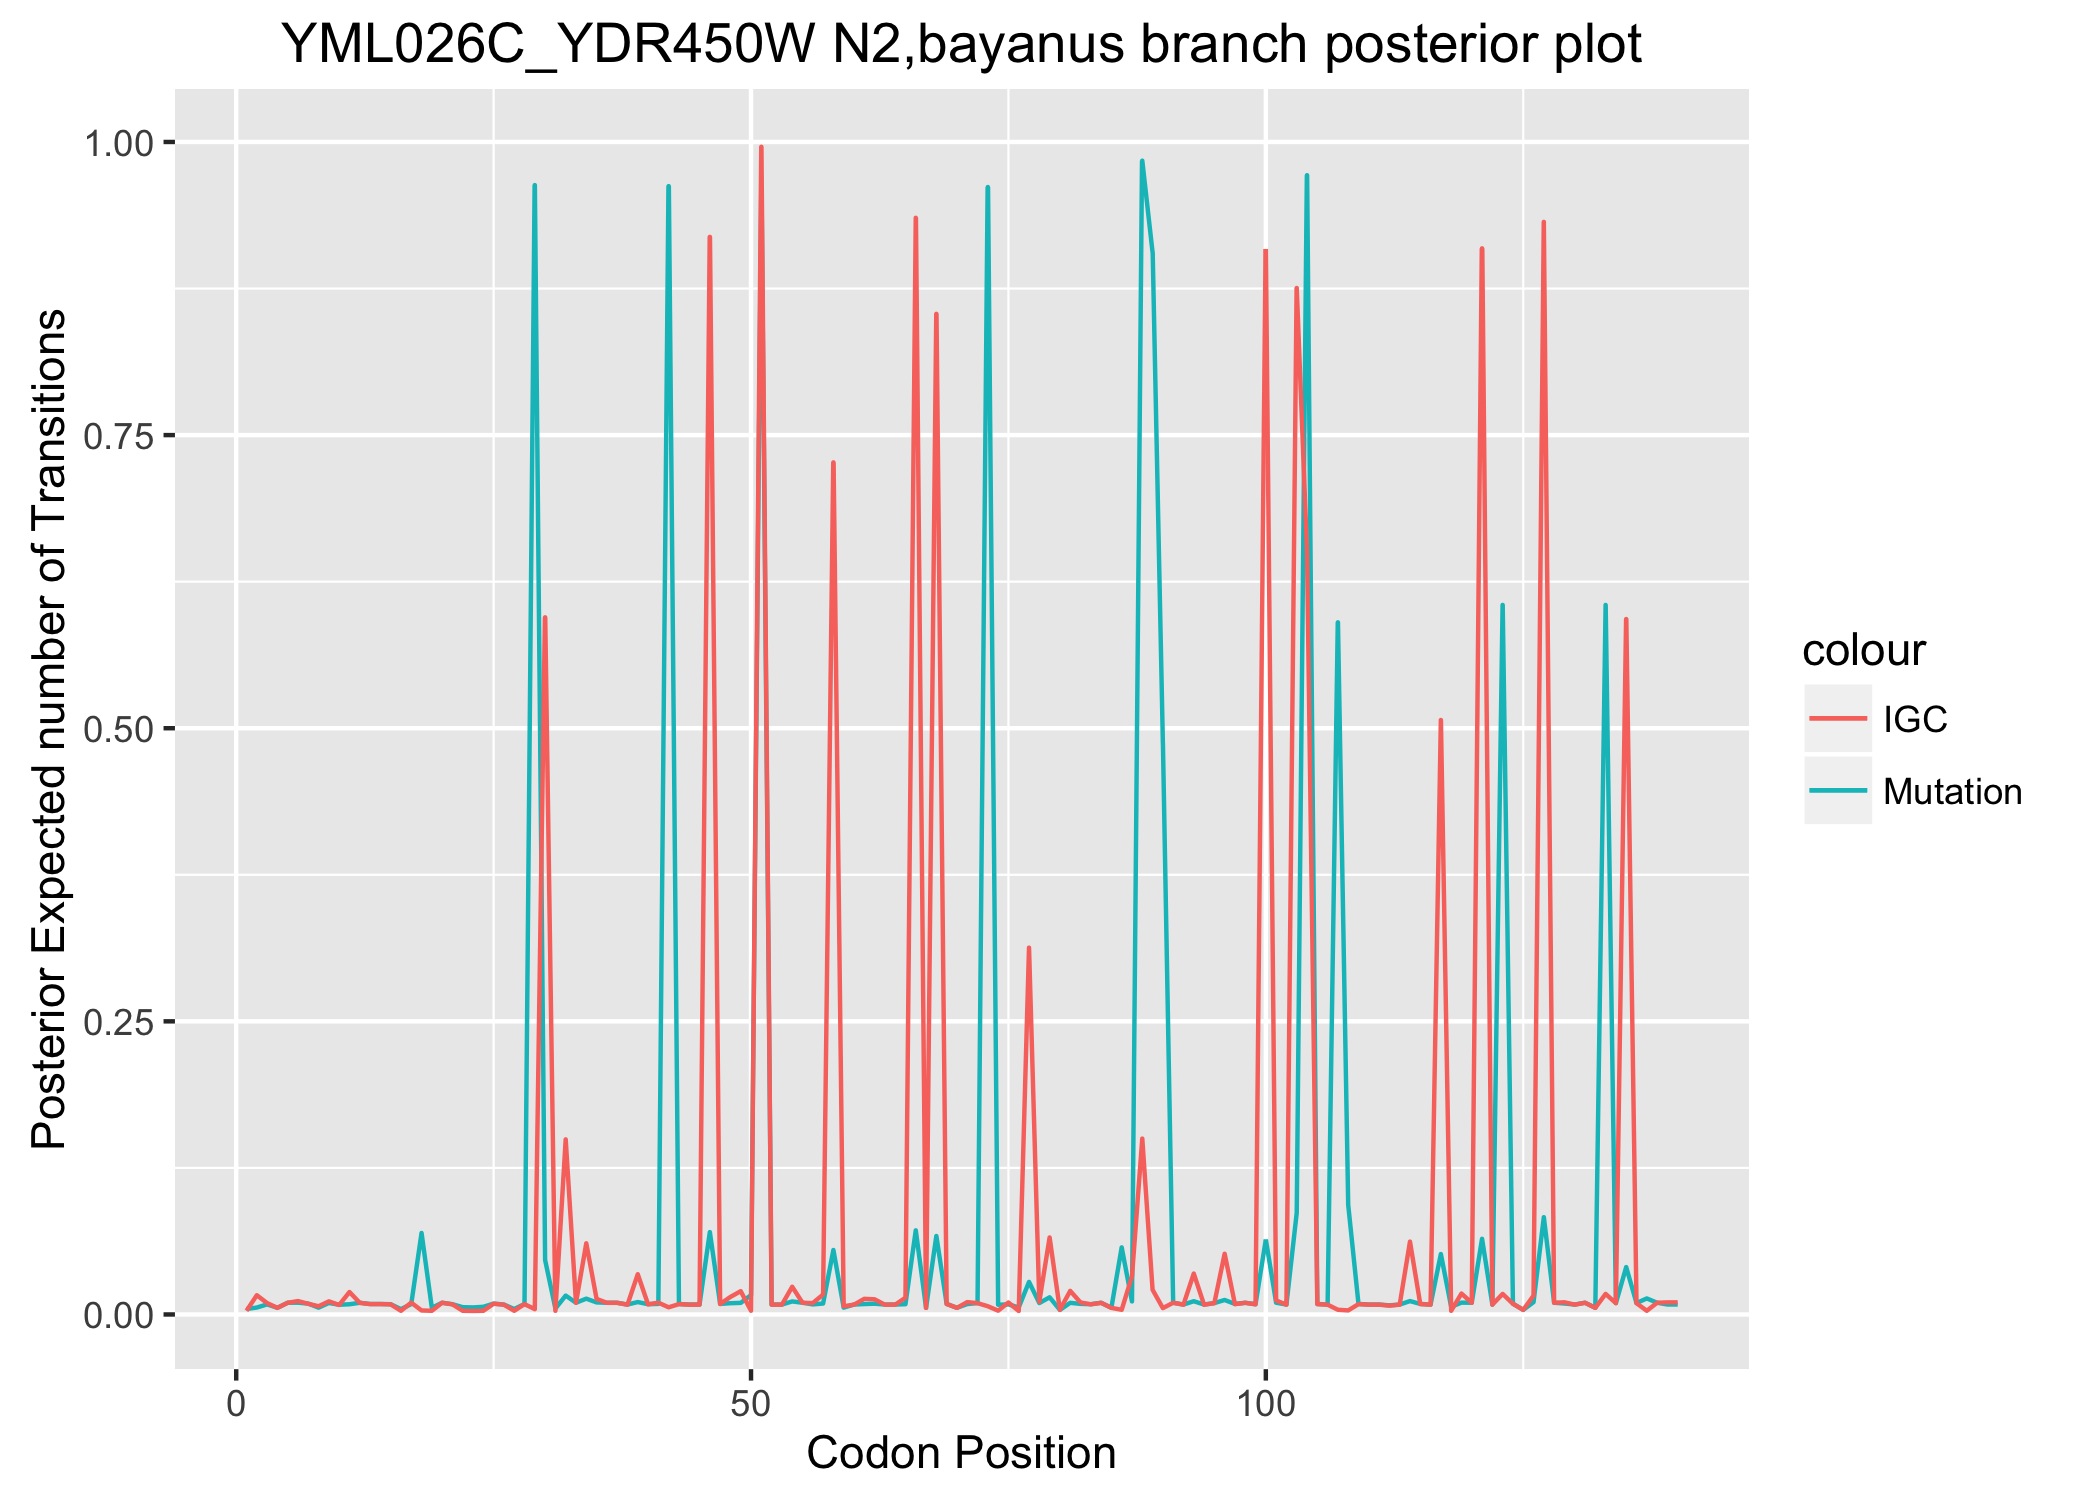 YML026C_YDR450W N2,bayanus branch posterior plot
Posterior Expected number of Transitions
1.00
0.75
0.50
0.25
0.00
0
50
100
Codon Position
colour
IGC
Mutation